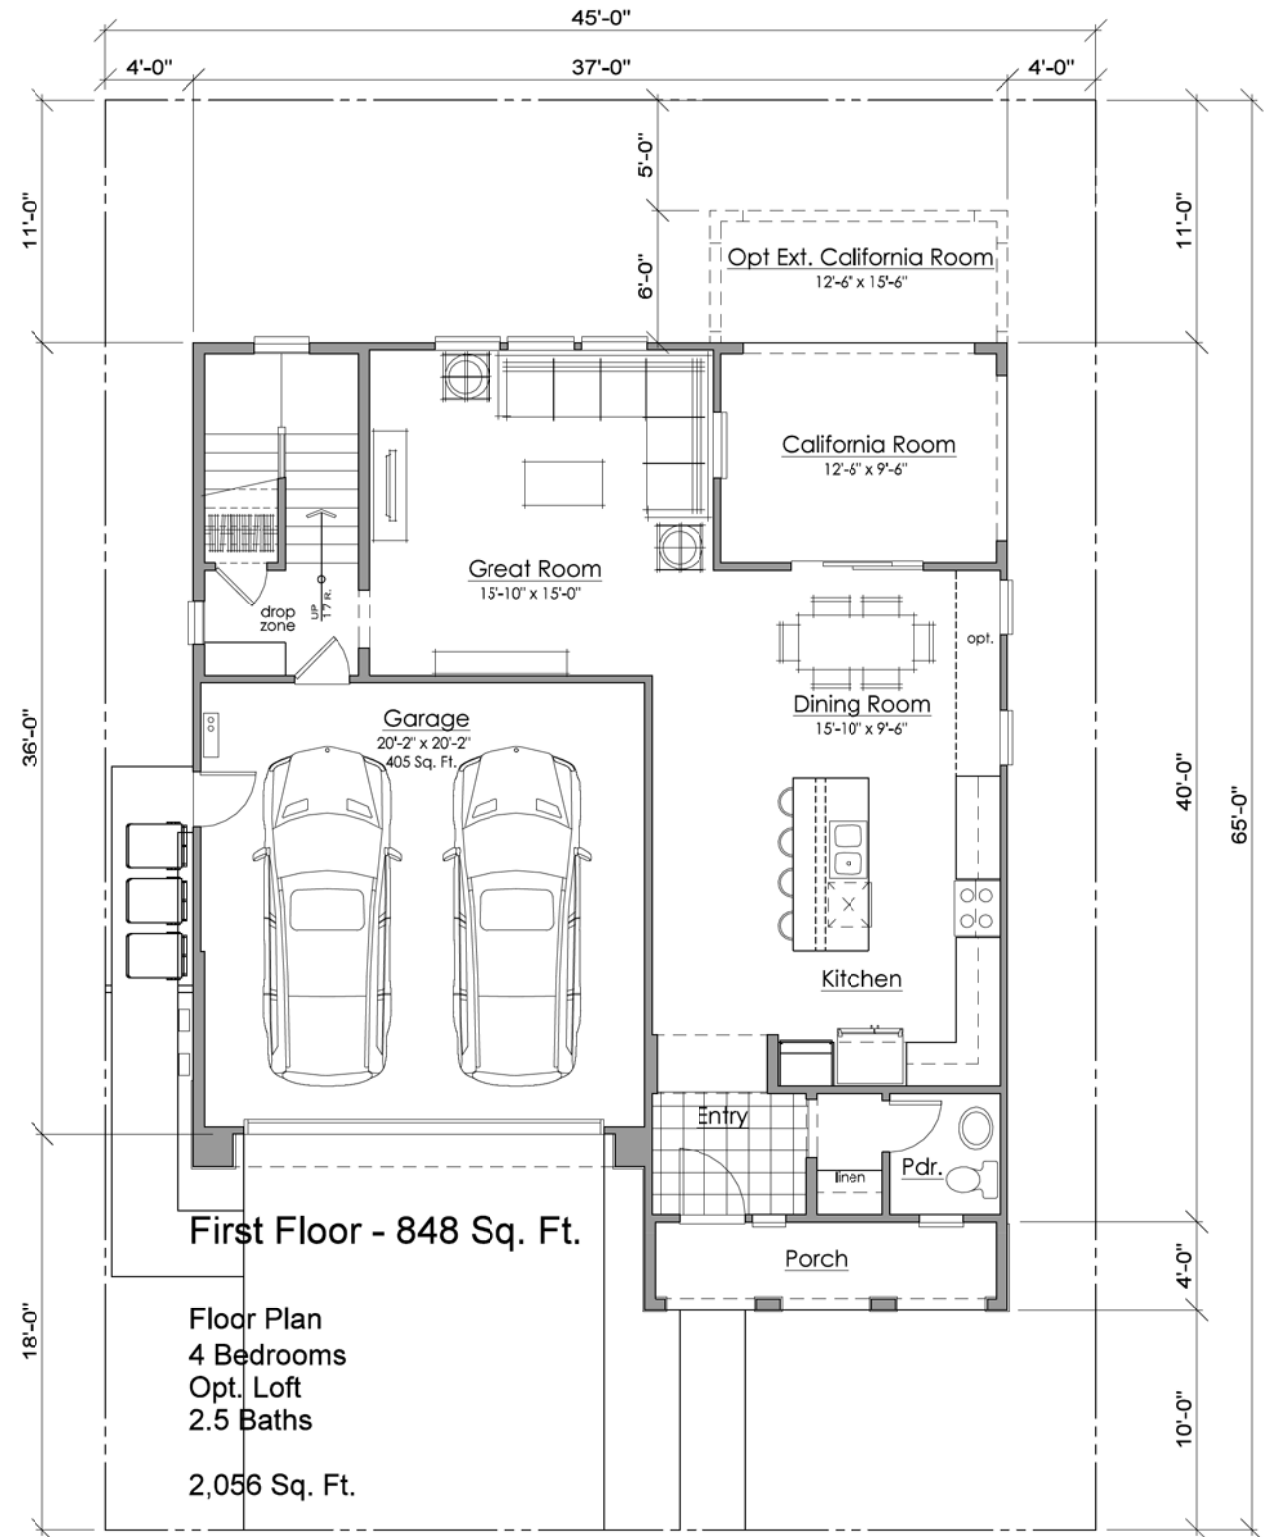 45'-0"
4'-0"
37'-0"
4'-0"
5'-0"
11'-0"
11'-0"
6'-0"
Opt Ext. California Room
12'-6" x 15'-6"
California Room
12'-6" x 9'-6"
Great Room
15'-10" x 15'-0"
drop
zone
UP
17 R.
opt.
Dining Room
15'-10" x 9'-6"
Garage
20'-2" x 20'-2"
405 Sq. Ft.
36'-0"
40'-0"
65'-0"
Kitchen
Entry
Pdr.
linen
First Floor - 848 Sq. Ft.
Porch
4'-0"
18'-0"
Floor Plan
4 Bedrooms
Opt. Loft
2.5 Baths
10'-0"
2,056 Sq. Ft.